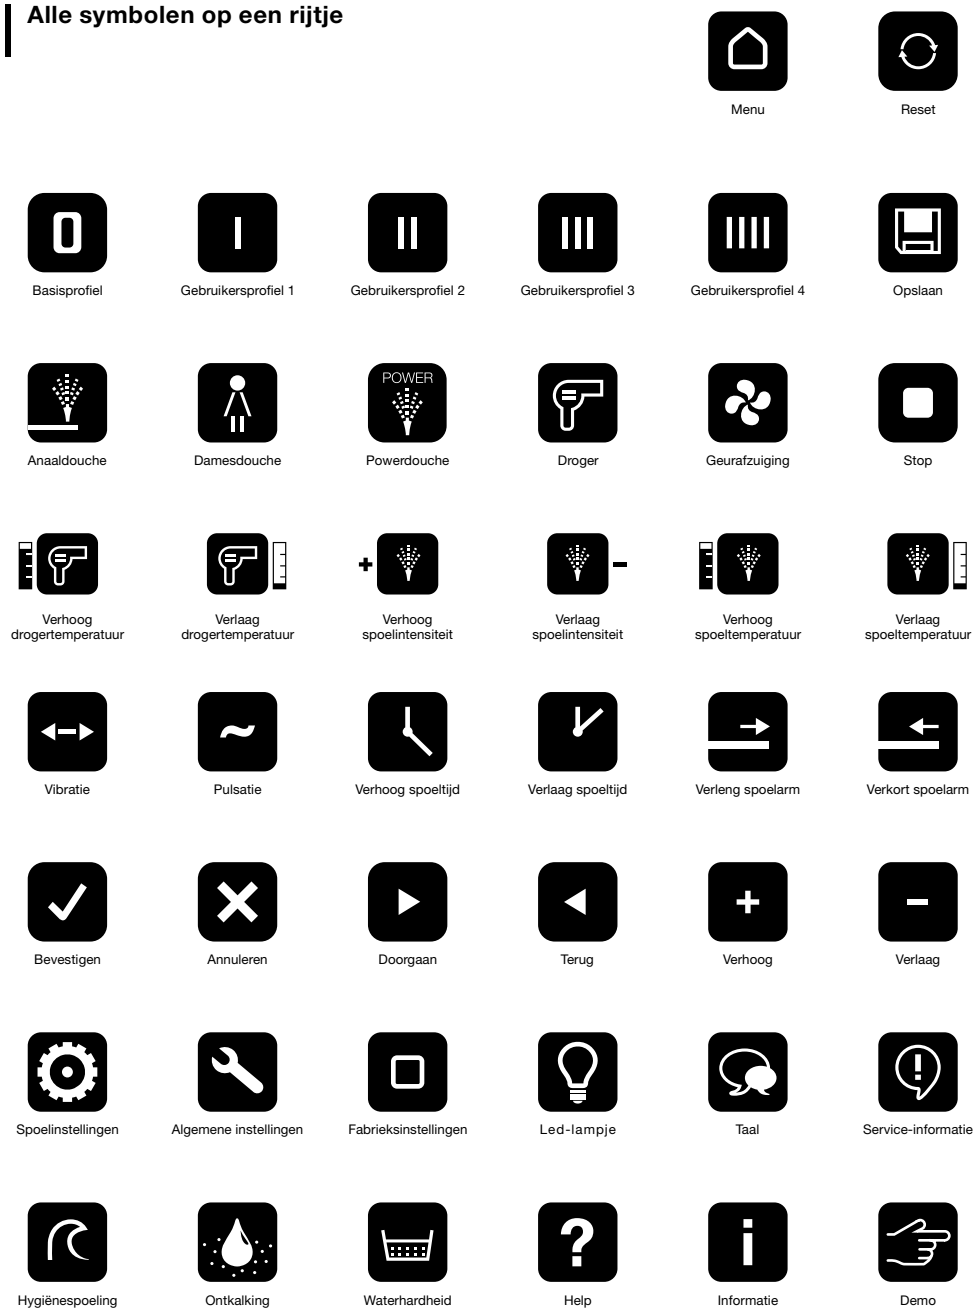 Alle symbolen op een rijtje
Menu
Reset
Basisprofiel
Gebruikersprofiel 1
Gebruikersprofiel 2
Gebruikersprofiel 3
Gebruikersprofiel 4
Opslaan
POWER
Anaaldouche
Damesdouche
Powerdouche
Droger
Geurafzuiging
Stop
Verhoog
drogertemperatuur
Verlaag
drogertemperatuur
Verhoog
spoelintensiteit
Verlaag
spoelintensiteit
Verhoog
spoeltemperatuur
Verlaag
spoeltemperatuur
Vibratie
Pulsatie
Verhoog spoeltijd
Verlaag spoeltijd
Verleng spoelarm
Verkort spoelarm
Bevestigen
Annuleren
Doorgaan
Terug
Verhoog
Verlaag
Spoelinstellingen
Algemene instellingen
Fabrieksinstellingen
Led-lampje
Taal
Service-informatie
Hygiënespoeling
Ontkalking
Waterhardheid
Help
Informatie
Demo